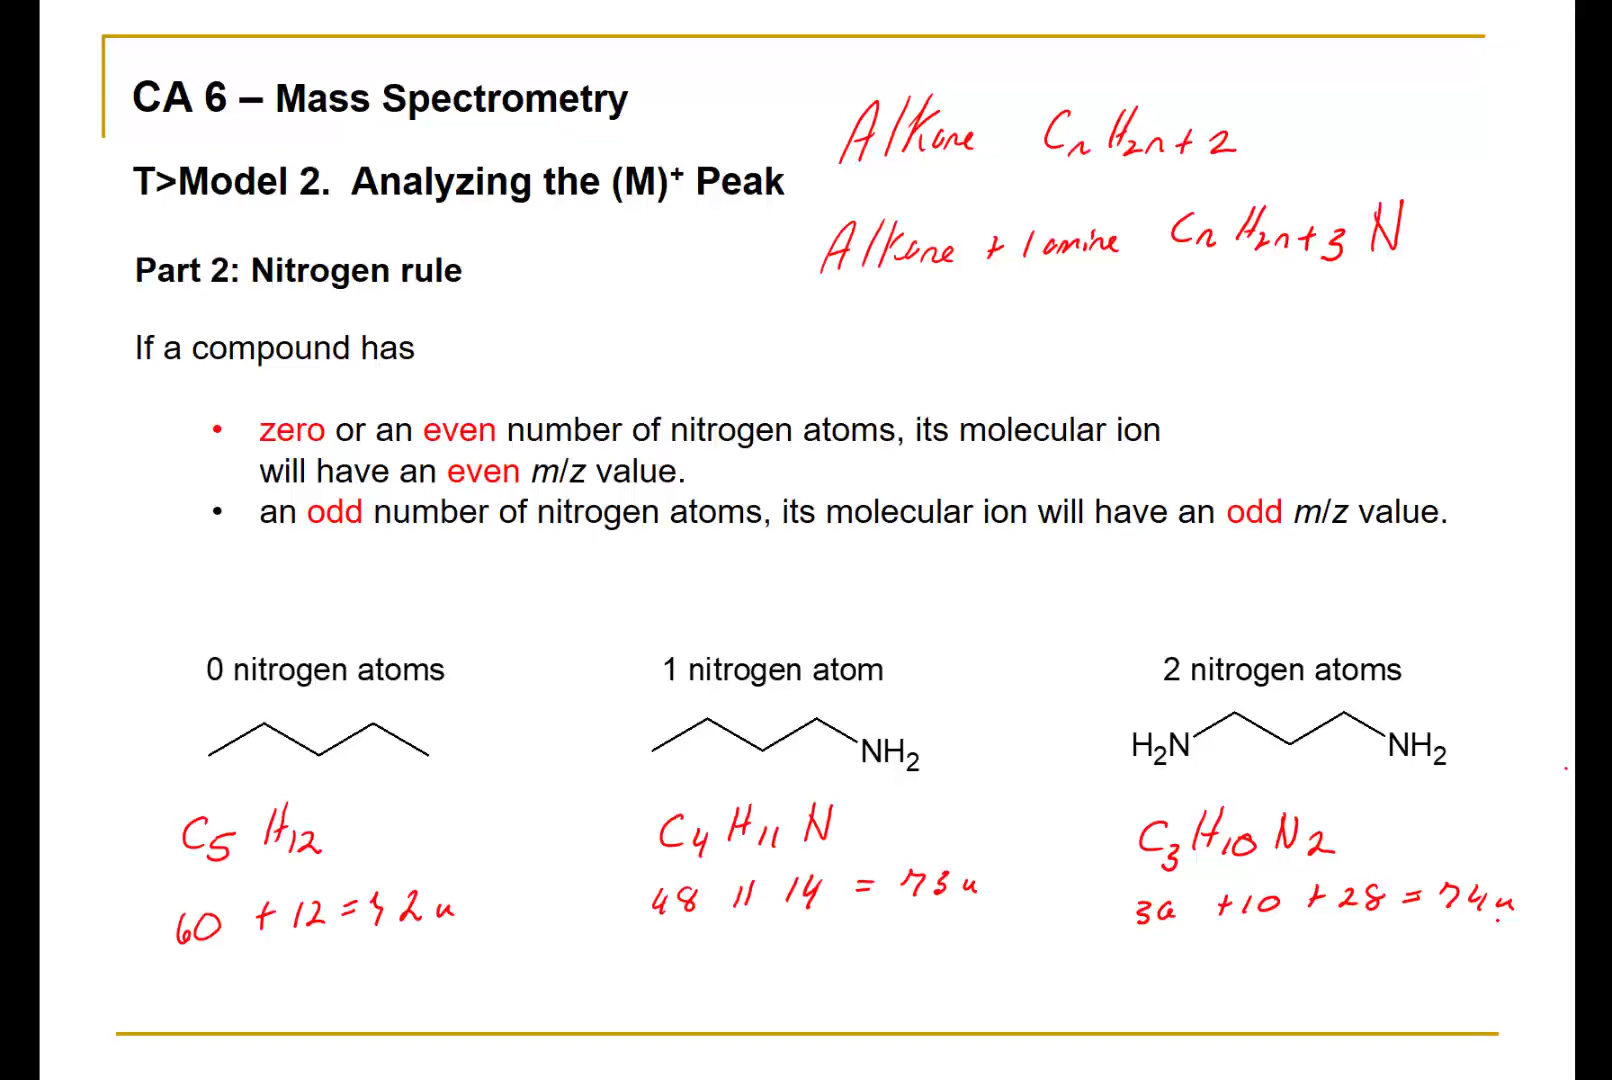 CA 6 – Mass Spectrometry
Alkane CnH2n+2
T>Model 2. Analyzing the (M)⁺ Peak
Alkane + 1 amine CnH2n+3 N
Part 2: Nitrogen rule
If a compound has
• zero or an even number of nitrogen atoms, its molecular ion
will have an even m/z value.
• an odd number of nitrogen atoms, its molecular ion will have an odd m/z value.
0 nitrogen atoms
1 nitrogen atom
2 nitrogen atoms
NH₂
H₂N NH₂
C5 H12
C4 H11 N
C3 H10 N2
60 + 12 = 72 u
48 11 14 = 73 u
36 +10 + 28 = 74 u